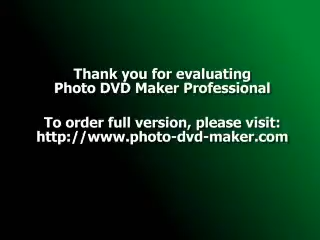 Thank you for evaluating
Photo DVD Maker Professional
To order full version, please visit:
http://www.photo-dvd-maker.com